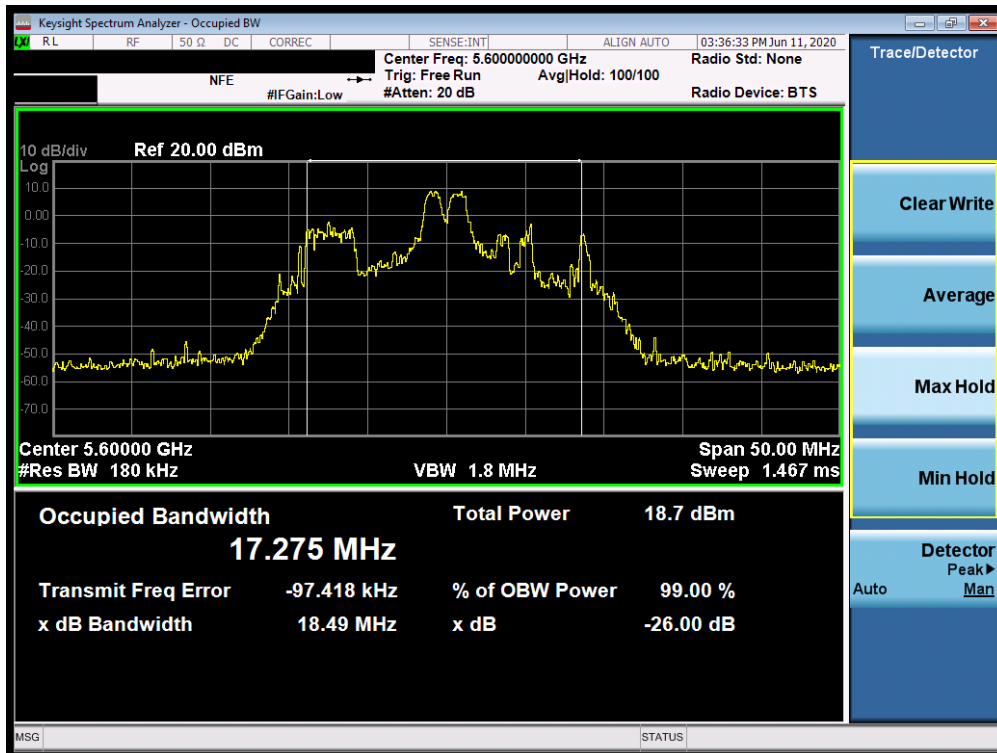 Keysight Spectrum Analyzer - Occupied BW
LXI RL RF 50 Ω DC CORREC SENSE:INT ALIGN AUTO 03:36:33 PM Jun 11, 2020
Center Freq: 5.600000000 GHz Radio Std: None
NFE Trig: Free Run Avg|Hold: 100/100
#IFGain:Low #Atten: 20 dB Radio Device: BTS
10 dB/div Ref 20.00 dBm
Log
10.0
0.00
-10.0
-20.0
-30.0
-40.0
-50.0
-60.0
-70.0
Center 5.60000 GHz Span 50.00 MHz
#Res BW 180 kHz VBW 1.8 MHz Sweep 1.467 ms
Occupied Bandwidth Total Power 18.7 dBm
17.275 MHz
Transmit Freq Error -97.418 kHz % of OBW Power 99.00 %
x dB Bandwidth 18.49 MHz x dB -26.00 dB
MSG STATUS
Trace/Detector
Clear Write
Average
Max Hold
Min Hold
Detector
Peak▶
Auto Man